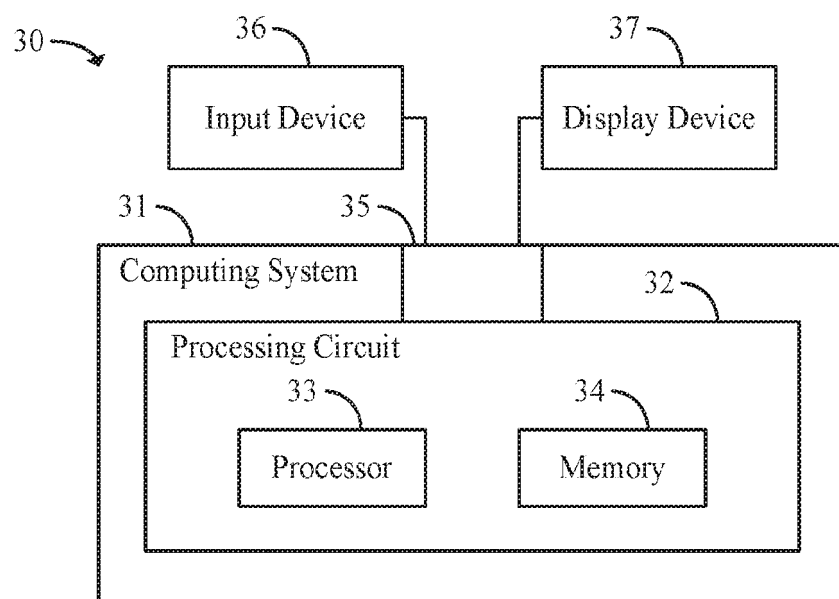 30
36
37
Input Device
Display Device
31
35
Computing System
32
Processing Circuit
33
34
Processor
Memory